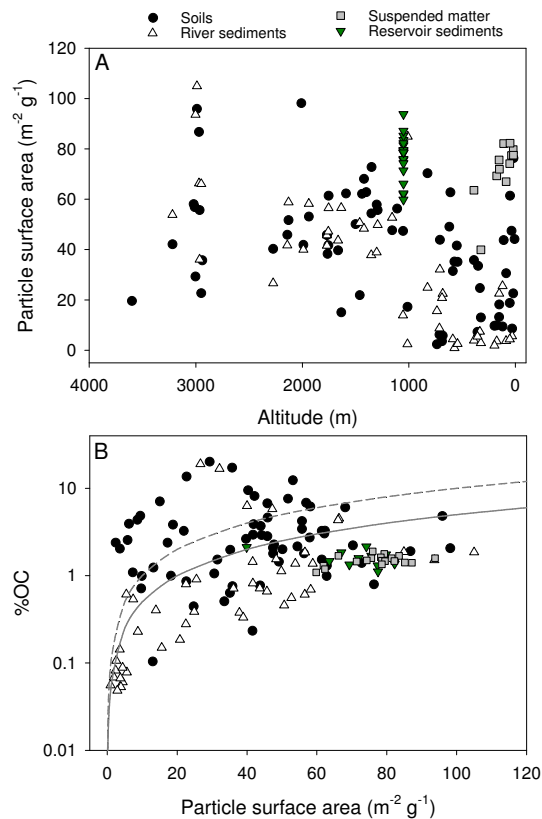 Soils Suspended matter
River sediments Reservoir sediments
A
120
100
80
60
40
20
0
Particle surface area (m⁻² g⁻¹)
4000 3000 2000 1000 0
Altitude (m)
B
10
1
0.1
0.01
%OC
0 20 40 60 80 100 120
Particle surface area (m⁻² g⁻¹)